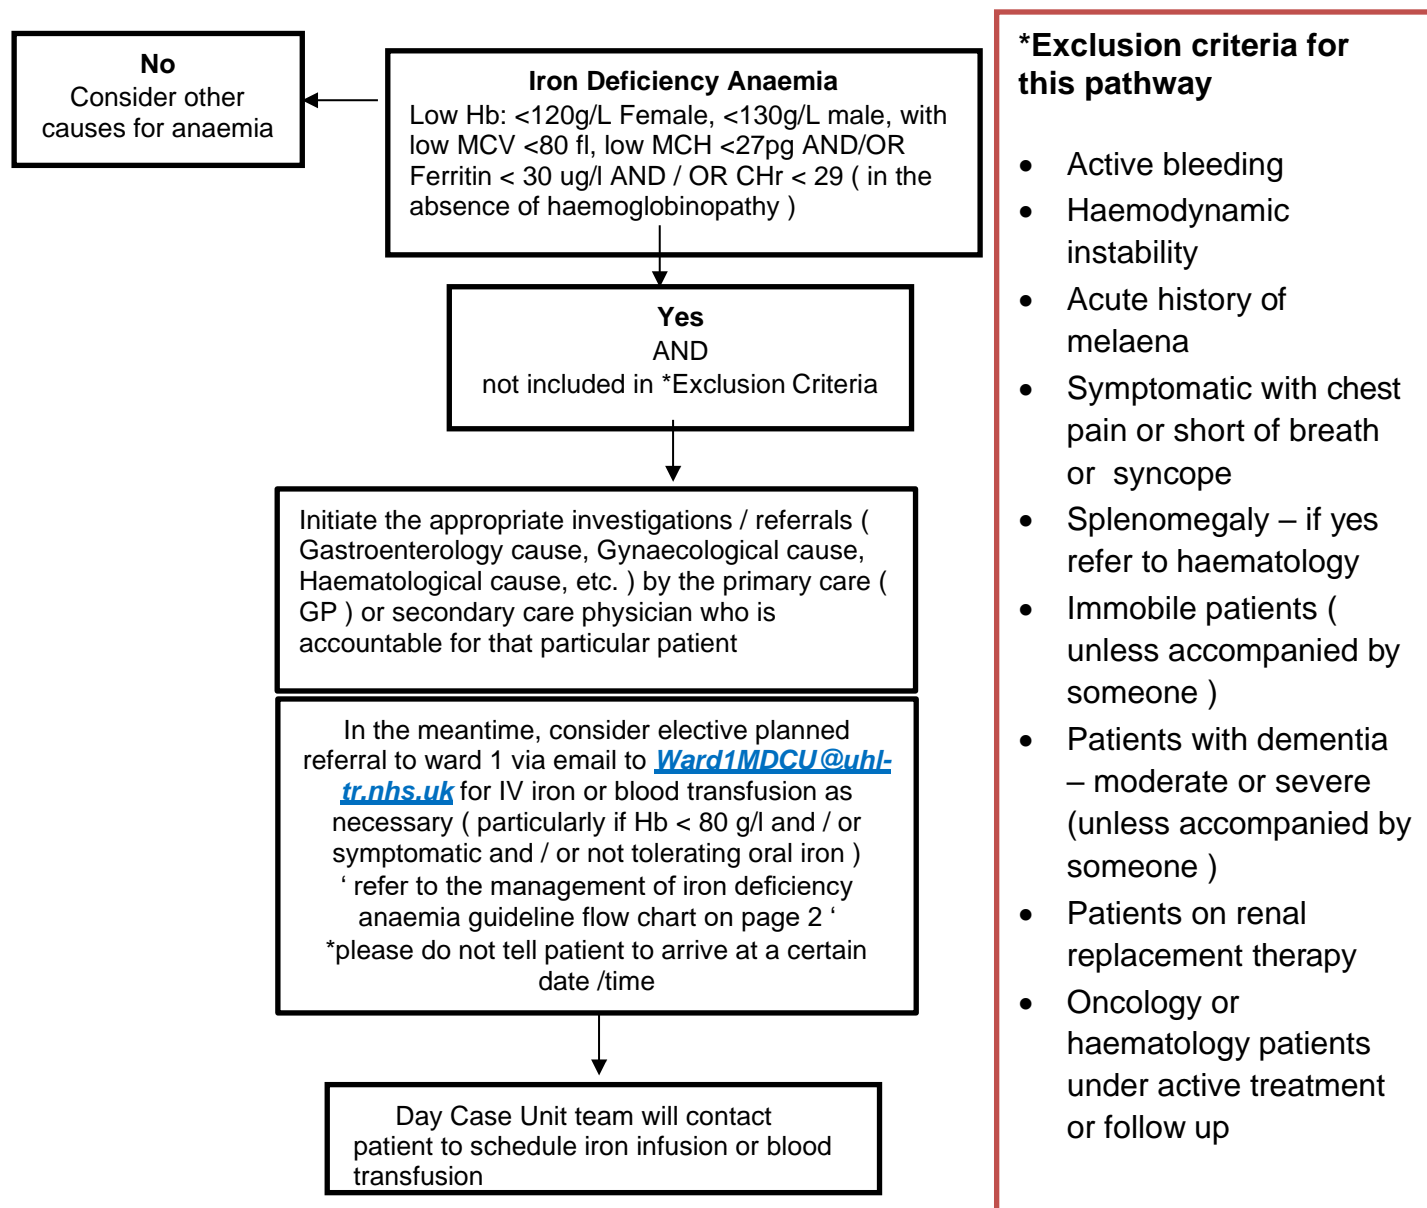 No
Consider other
causes for anaemia
Iron Deficiency Anaemia
Low Hb: <120g/L Female, <130g/L male, with
low MCV <80 fl, low MCH <27pg AND/OR
Ferritin < 30 ug/l AND / OR CHr < 29 ( in the
absence of haemoglobinopathy )
Yes
AND
not included in *Exclusion Criteria
Initiate the appropriate investigations / referrals (
Gastroenterology cause, Gynaecological cause,
Haematological cause, etc. ) by the primary care (
GP ) or secondary care physician who is
accountable for that particular patient
In the meantime, consider elective planned
referral to ward 1 via email to Ward1MDCU@uhl-
tr.nhs.uk for IV iron or blood transfusion as
necessary ( particularly if Hb < 80 g/l and / or
symptomatic and / or not tolerating oral iron )
‘ refer to the management of iron deficiency
anaemia guideline flow chart on page 2 ‘
*please do not tell patient to arrive at a certain
date /time
Day Case Unit team will contact
patient to schedule iron infusion or blood
transfusion
*Exclusion criteria for
this pathway
• Active bleeding
• Haemodynamic
instability
• Acute history of
melaena
• Symptomatic with chest
pain or short of breath
or syncope
• Splenomegaly – if yes
refer to haematology
• Immobile patients (
unless accompanied by
someone )
• Patients with dementia
– moderate or severe
(unless accompanied by
someone )
• Patients on renal
replacement therapy
• Oncology or
haematology patients
under active treatment
or follow up